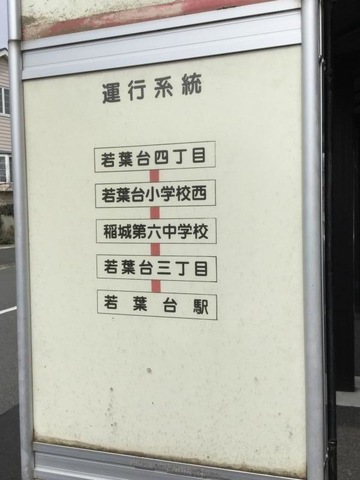 運行系統
若葉台四丁目
若葉台小学校西
稲城第六中学校
若葉台三丁目
若葉台駅